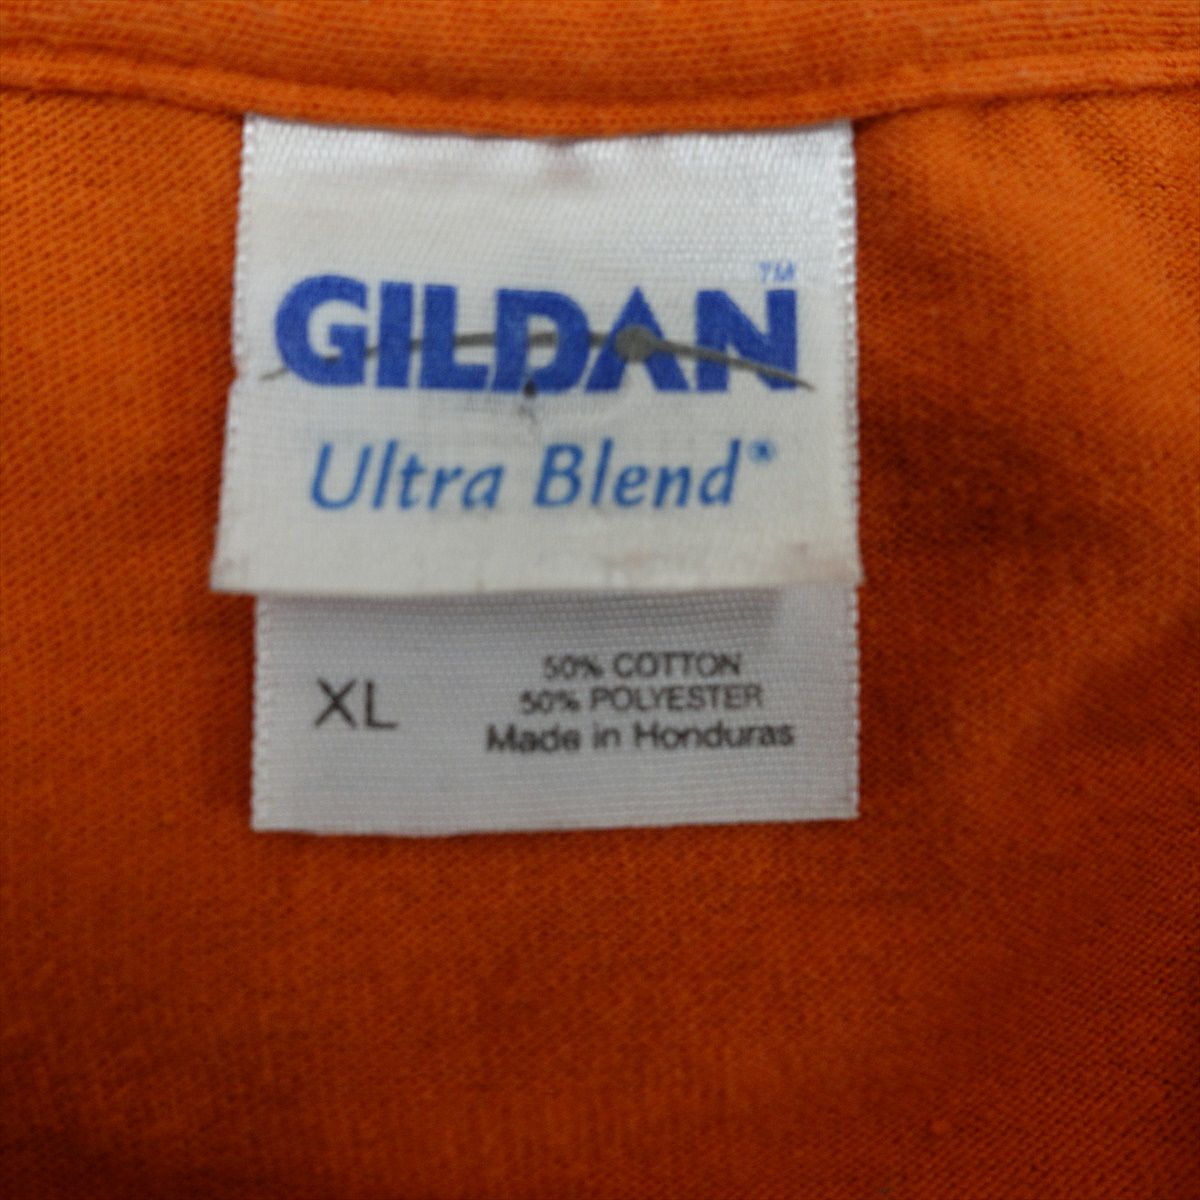 GILDAN™
Ultra Blend®
XL
50% COTTON
50% POLYESTER
Made in Honduras